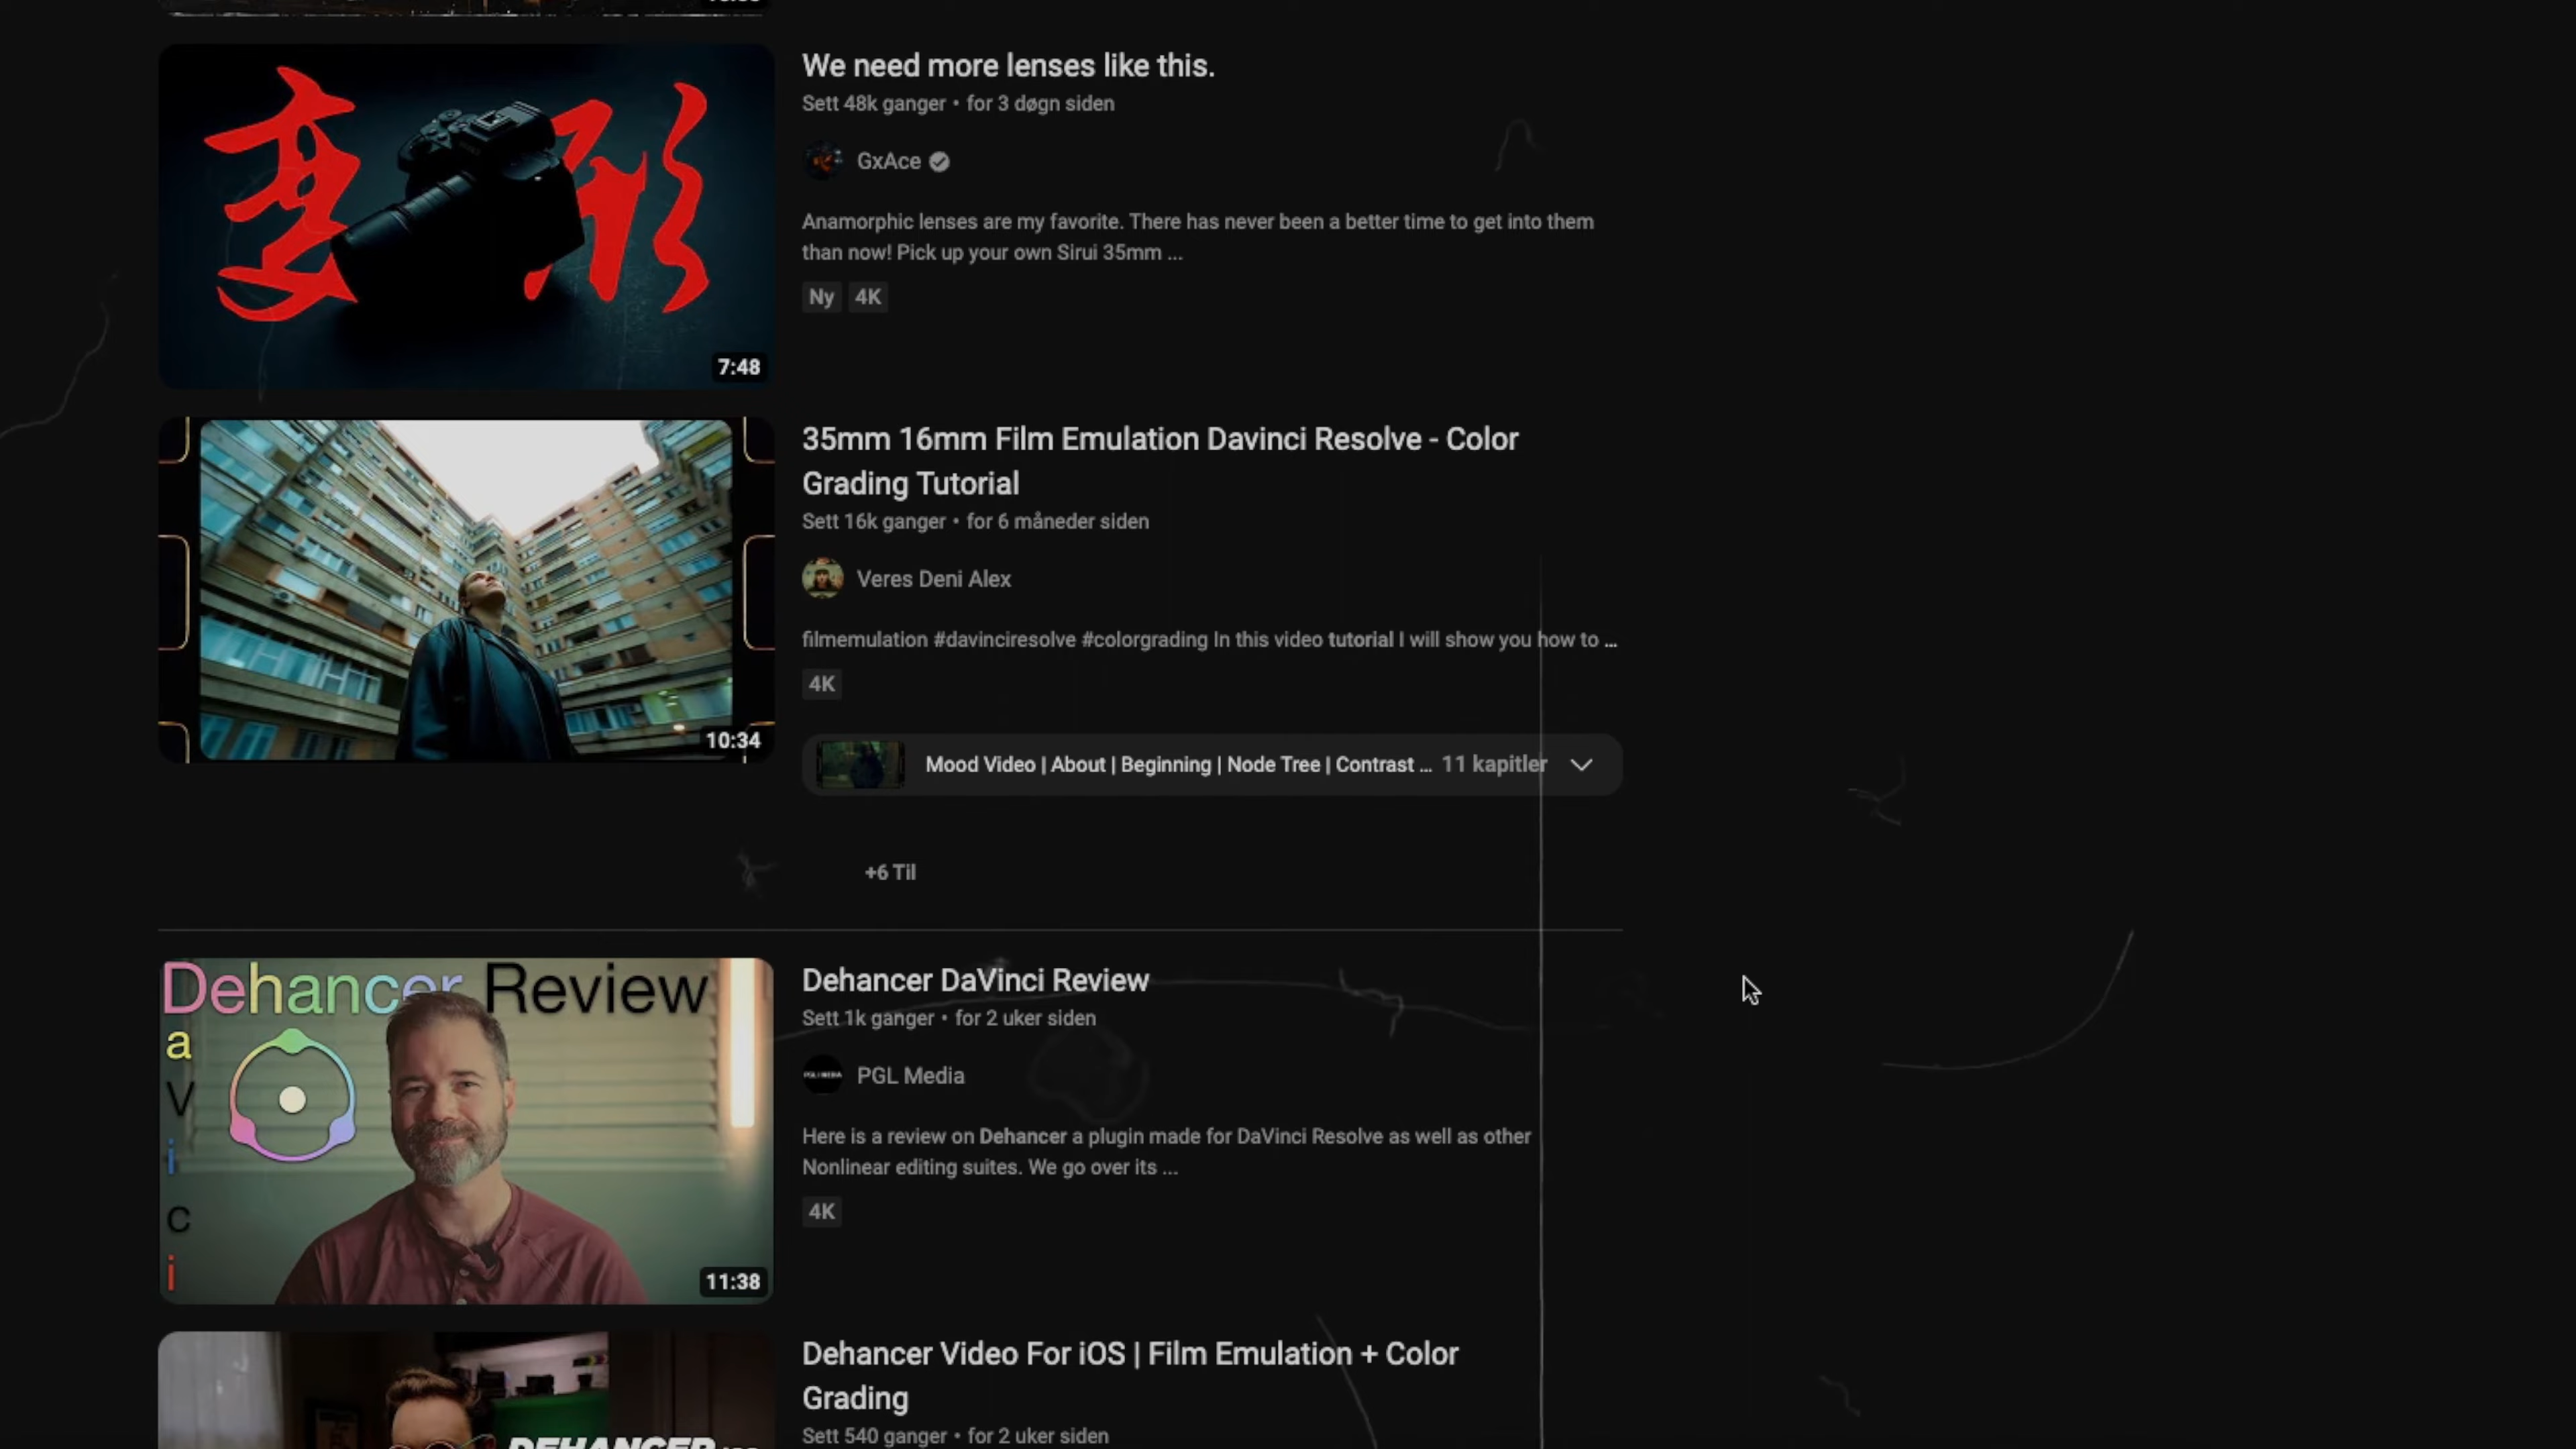 变形
7:48
We need more lenses like this.
Sett 48k ganger • for 3 døgn siden
GxAce
Anamorphic lenses are my favorite. There has never been a better time to get into them
than now! Pick up your own Sirui 35mm ...
Ny 4K
10:34
35mm 16mm Film Emulation Davinci Resolve - Color
Grading Tutorial
Sett 16k ganger • for 6 måneder siden
Veres Deni Alex
filmemulation #davinciresolve #colorgrading In this video tutorial I will show you how to ...
4K
Mood Video | About | Beginning | Node Tree | Contrast ... 11 kapitler
+6 Til
Dehancer Review
a
V
i
c
i
11:38
Dehancer DaVinci Review
Sett 1k ganger • for 2 uker siden
PGL MEDIA
PGL Media
Here is a review on Dehancer a plugin made for DaVinci Resolve as well as other
Nonlinear editing suites. We go over its ...
4K
DEHANCER
Dehancer Video For iOS | Film Emulation + Color
Grading
Sett 540 ganger • for 2 uker siden